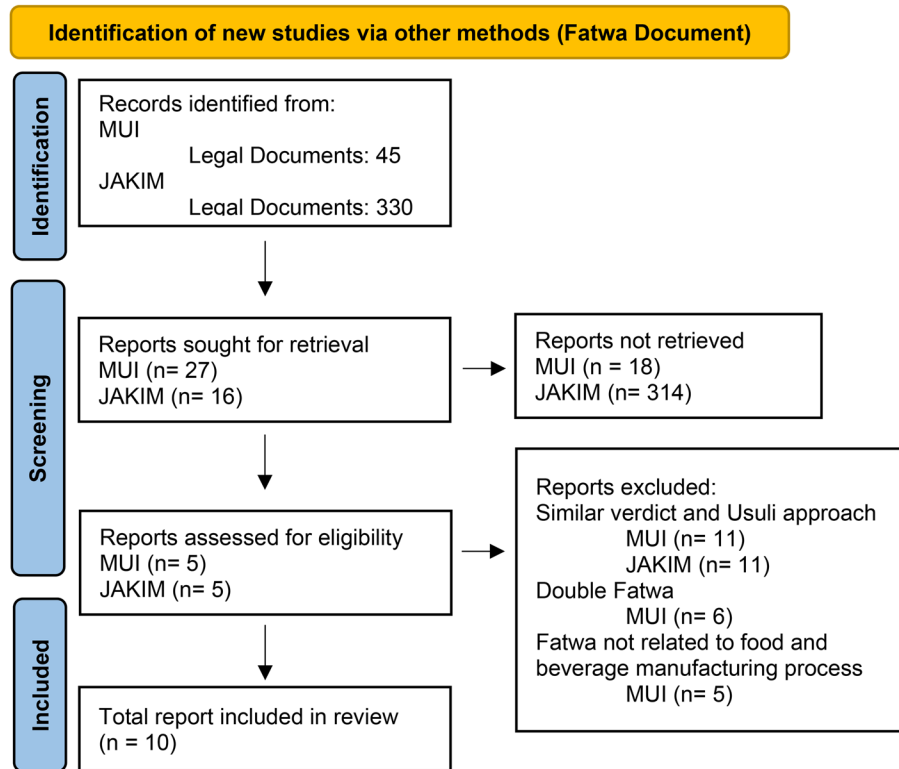 Identification of new studies via other methods (Fatwa Document)
Identification
Records identified from:
MUI
Legal Documents: 45
JAKIM
Legal Documents: 330
Screening
Reports sought for retrieval
MUI (n= 27)
JAKIM (n= 16)
Reports not retrieved
MUI (n = 18)
JAKIM (n= 314)
Reports assessed for eligibility
MUI (n= 5)
JAKIM (n= 5)
Reports excluded:
Similar verdict and Usuli approach
MUI (n= 11)
JAKIM (n= 11)
Double Fatwa
MUI (n= 6)
Fatwa not related to food and
beverage manufacturing process
MUI (n= 5)
Included
Total report included in review
(n = 10)